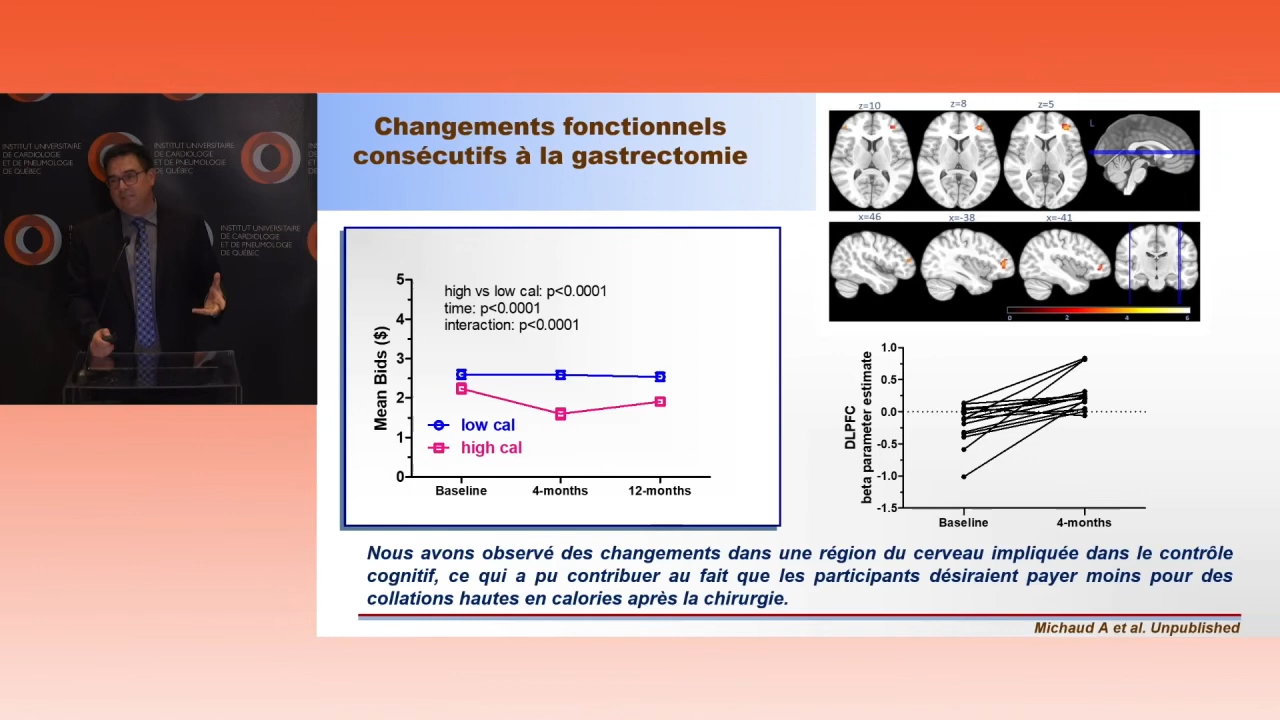 INSTITUT UNIVERSITAIRE
DE CARDIOLOGIE
ET DE PNEUMOLOGIE
DE QUÉBEC
INSTITUT UNIVERSITAIRE
DE CARDIOLOGIE
ET DE PNEUMOLOGIE
DE QUÉBEC
INSTITUT UNIVERSITAIRE
DE CARDIOLOGIE
ET DE PNEUMOLOGIE
DE QUÉBEC
Changements fonctionnels
consécutifs à la gastrectomie
z=10 z=8 z=5
L
x=46 x=-38 x=-41
0 2 4 6
high vs low cal: p<0.0001
time: p<0.0001
interaction: p<0.0001
Mean Bids ($)
5
4
3
2
1
0
low cal
high cal
Baseline 4-months 12-months
DLPFC
beta parameter estimate
1.0
0.5
0.0
-0.5
-1.0
-1.5
Baseline 4-months
Nous avons observé des changements dans une région du cerveau impliquée dans le contrôle
cognitif, ce qui a pu contribuer au fait que les participants désiraient payer moins pour des
collations hautes en calories après la chirurgie.
Michaud A et al. Unpublished